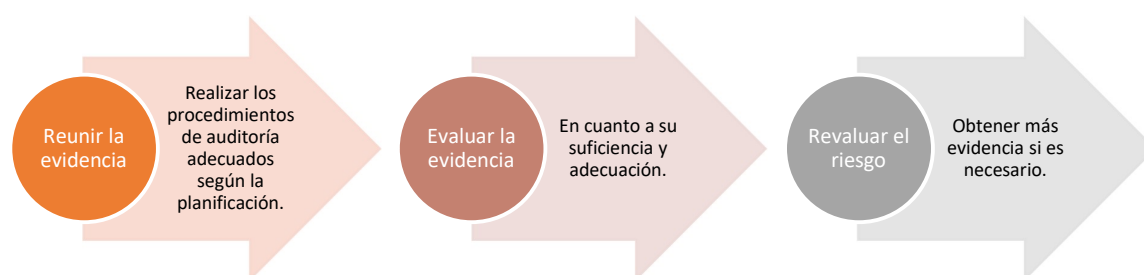 Reunir la
evidencia
Realizar los
procedimientos
de auditoría
adecuados
según la
planificación.
Evaluar la
evidencia
En cuanto a su
suficiencia y
adecuación.
Revaluar el
riesgo
Obtener más
evidencia si es
necesario.